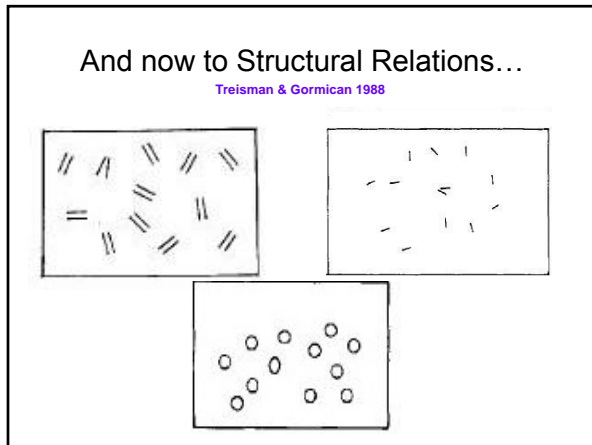 And now to Structural Relations…
Treisman & Gormican 1988